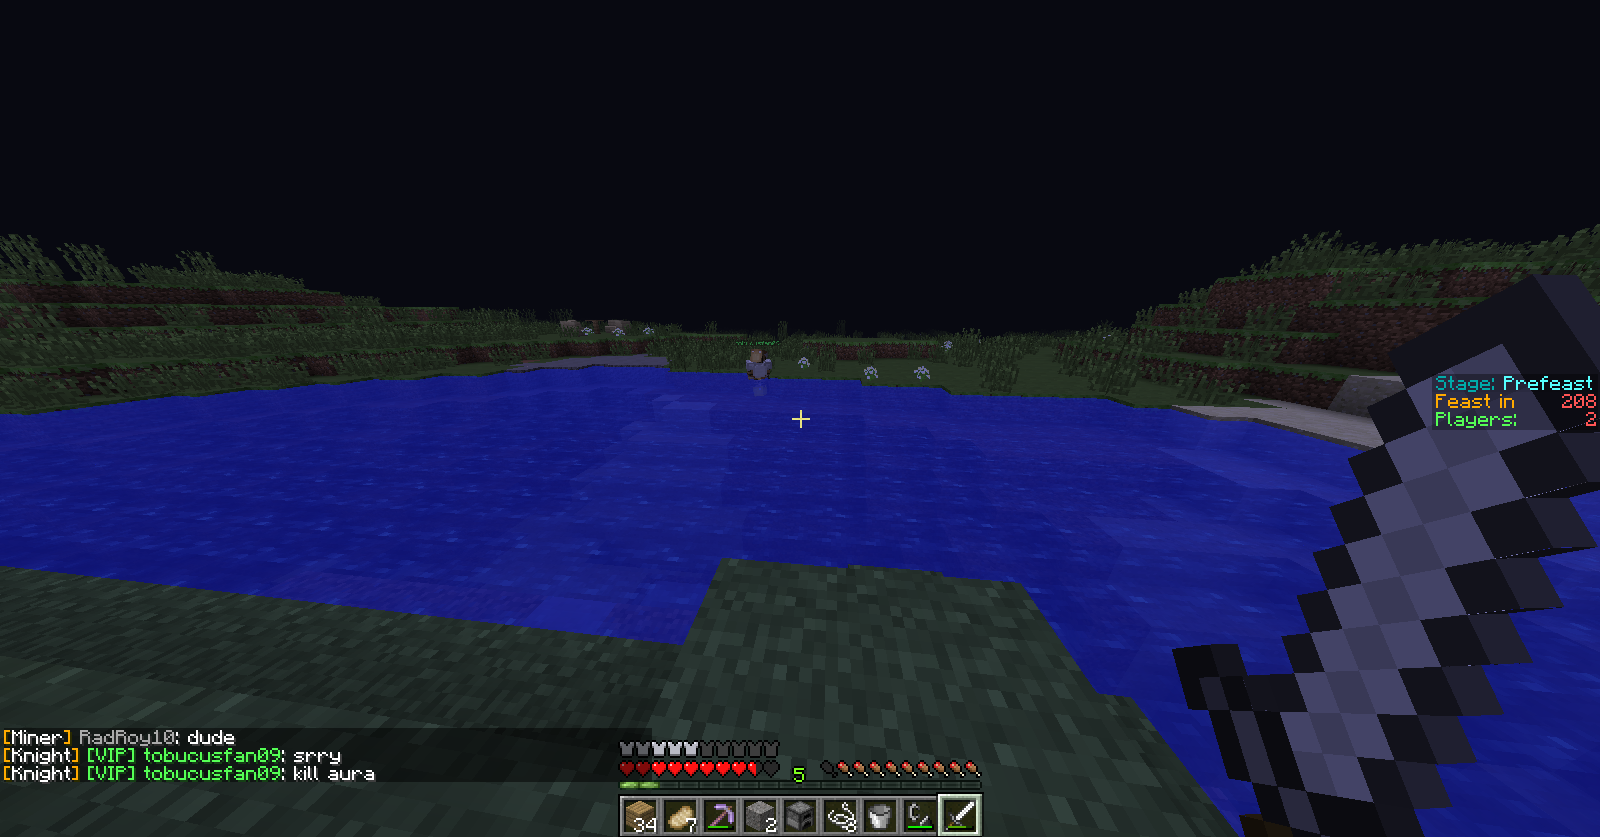 Stage: Prefeast
Feast in 208
Players: 2
[Miner] RadRoy10: dude
[Knight] [VIP] tobucusfan09: srry
[Knight] [VIP] tobucusfan09: kill aura
5
34 7 2 8